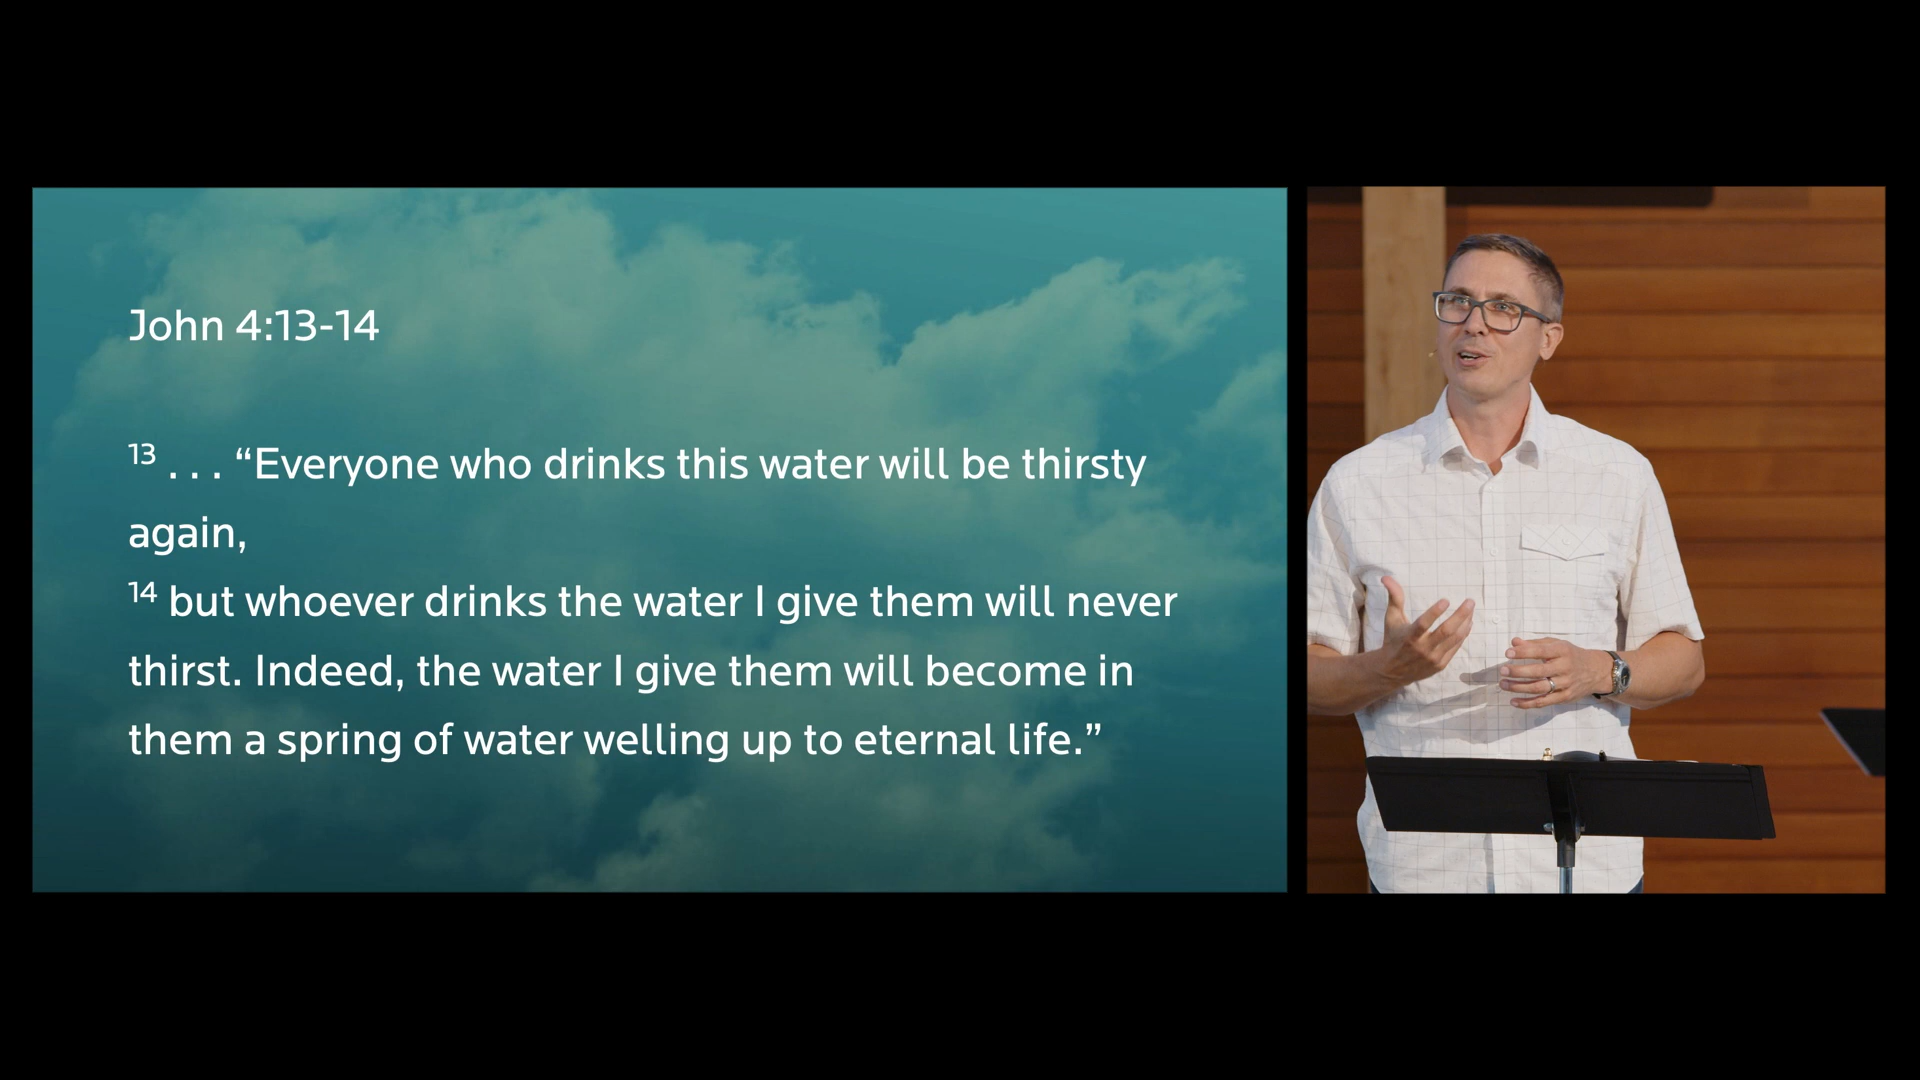 John 4:13-14
13 . . . “Everyone who drinks this water will be thirsty
again,
14 but whoever drinks the water I give them will never
thirst. Indeed, the water I give them will become in
them a spring of water welling up to eternal life.”